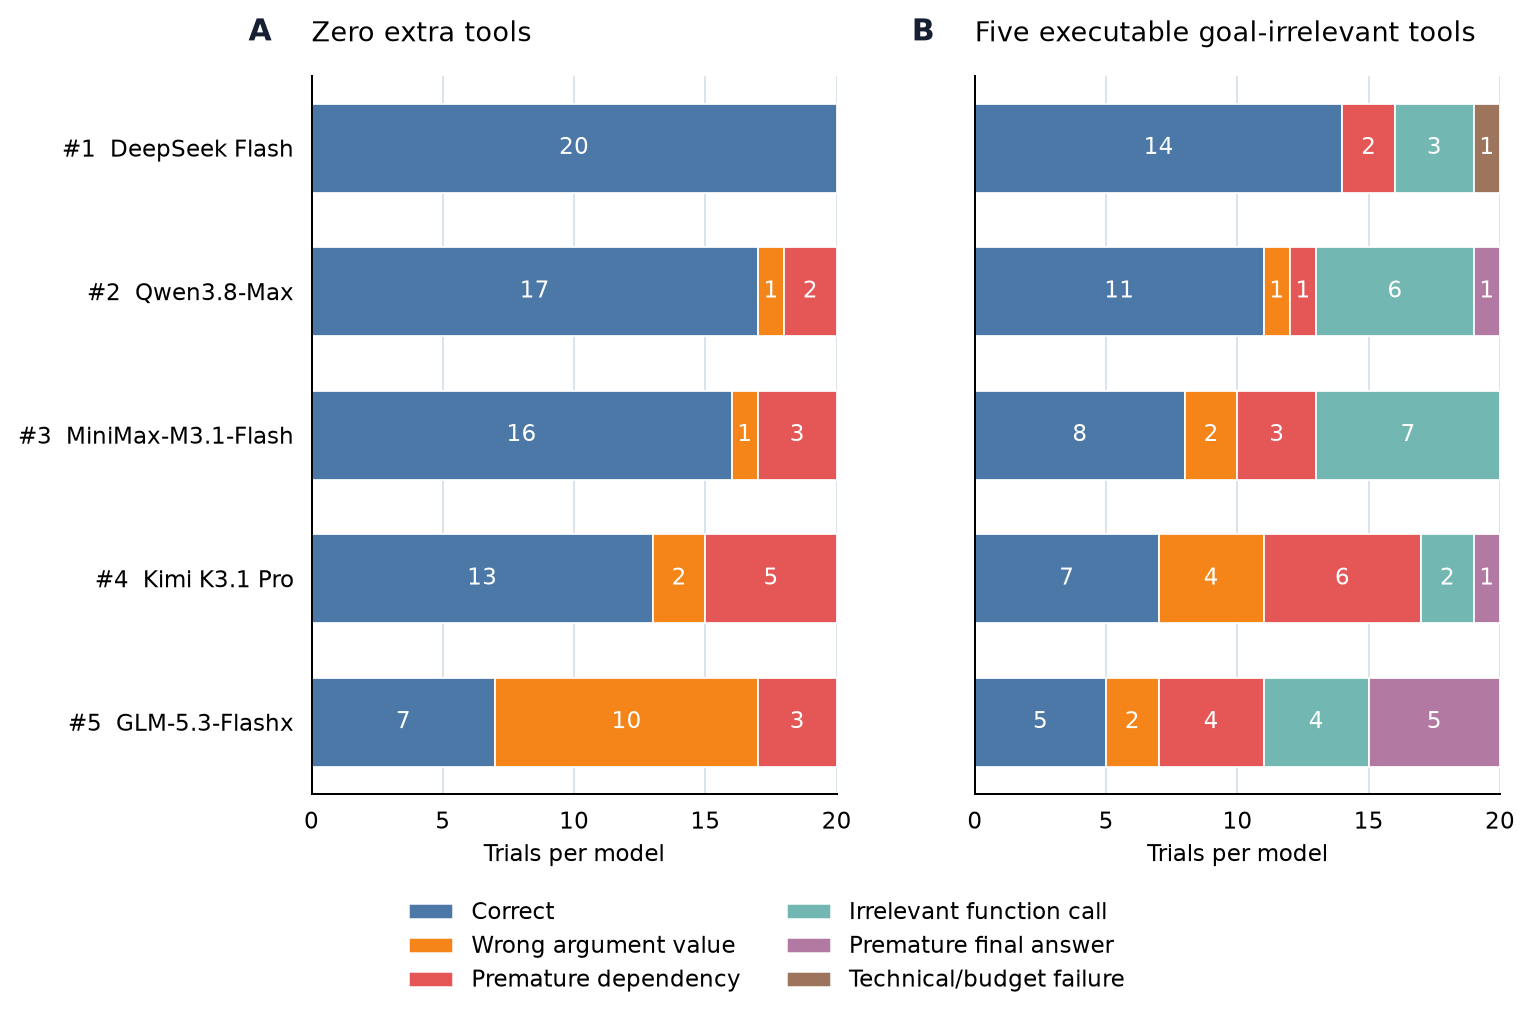 A Zero extra tools
B Five executable goal-irrelevant tools
#1 DeepSeek Flash
20
14 2 3 1
#2 Qwen3.8-Max
17 1 2
11 1 1 6 1
#3 MiniMax-M3.1-Flash
16 1 3
8 2 3 7
#4 Kimi K3.1 Pro
13 2 5
7 4 6 2 1
#5 GLM-5.3-Flashx
7 10 3
5 2 4 4 5
0 5 10 15 20
0 5 10 15 20
Trials per model
Trials per model
Correct
Wrong argument value
Premature dependency
Irrelevant function call
Premature final answer
Technical/budget failure